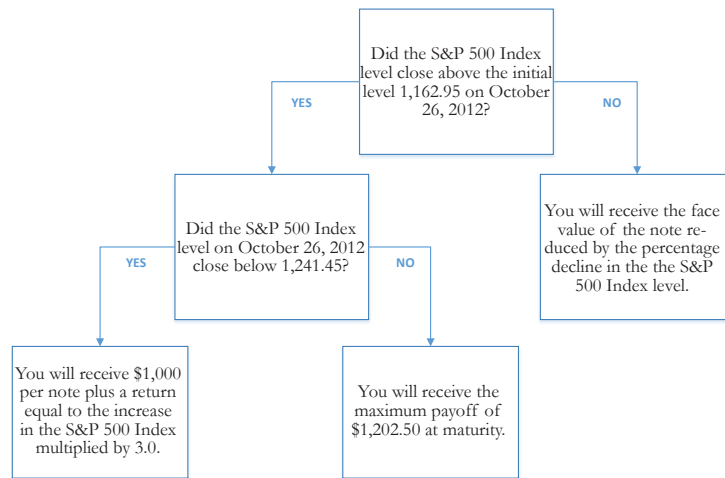 Did the S&P 500 Index
level close above the initial
level 1,162.95 on October
26, 2012?
YES
NO
Did the S&P 500 Index
level on October 26, 2012
close below 1,241.45?
You will receive the face
value of the note re-
duced by the percentage
decline in the the S&P
500 Index level.
YES
NO
You will receive $1,000
per note plus a return
equal to the increase
in the S&P 500 Index
multiplied by 3.0.
You will receive the
maximum payoff of
$1,202.50 at maturity.